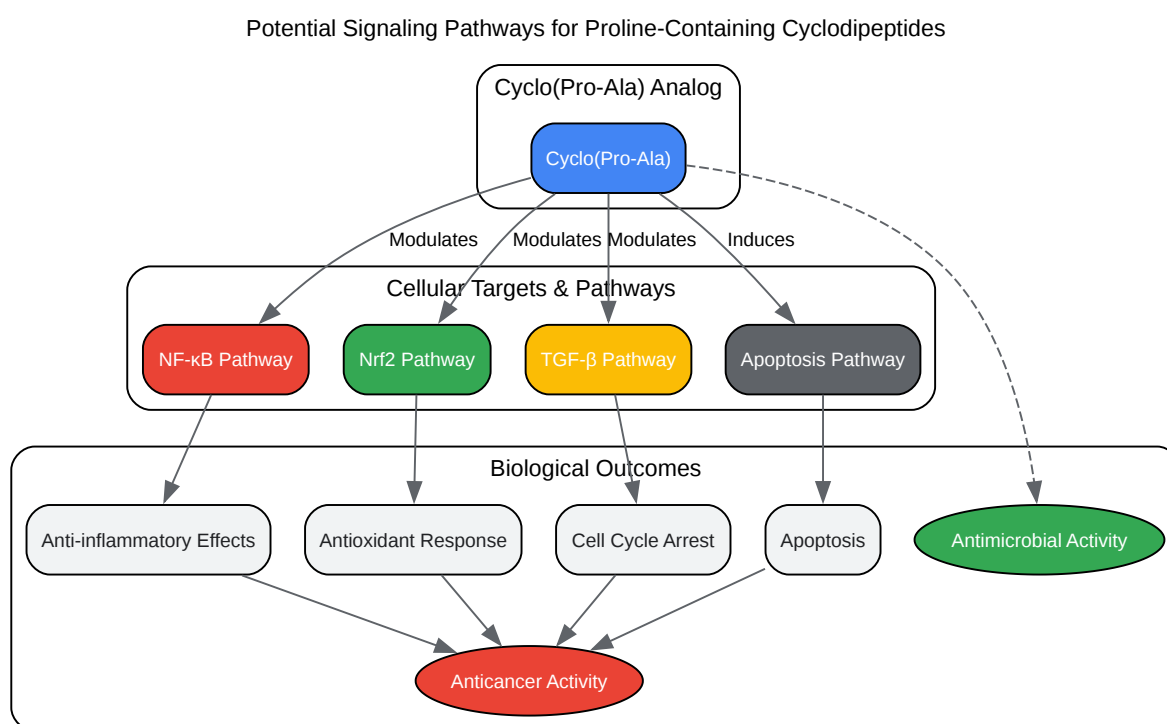 Potential Signaling Pathways for Proline-Containing Cyclodipeptides
Cyclo(Pro-Ala) Analog
Cyclo(Pro-Ala)
Modulates
Modulates
Modulates
Induces
Cellular Targets & Pathways
NF-κB Pathway
Nrf2 Pathway
TGF-β Pathway
Apoptosis Pathway
Biological Outcomes
Anti-inflammatory Effects
Antioxidant Response
Cell Cycle Arrest
Apoptosis
Antimicrobial Activity
Anticancer Activity